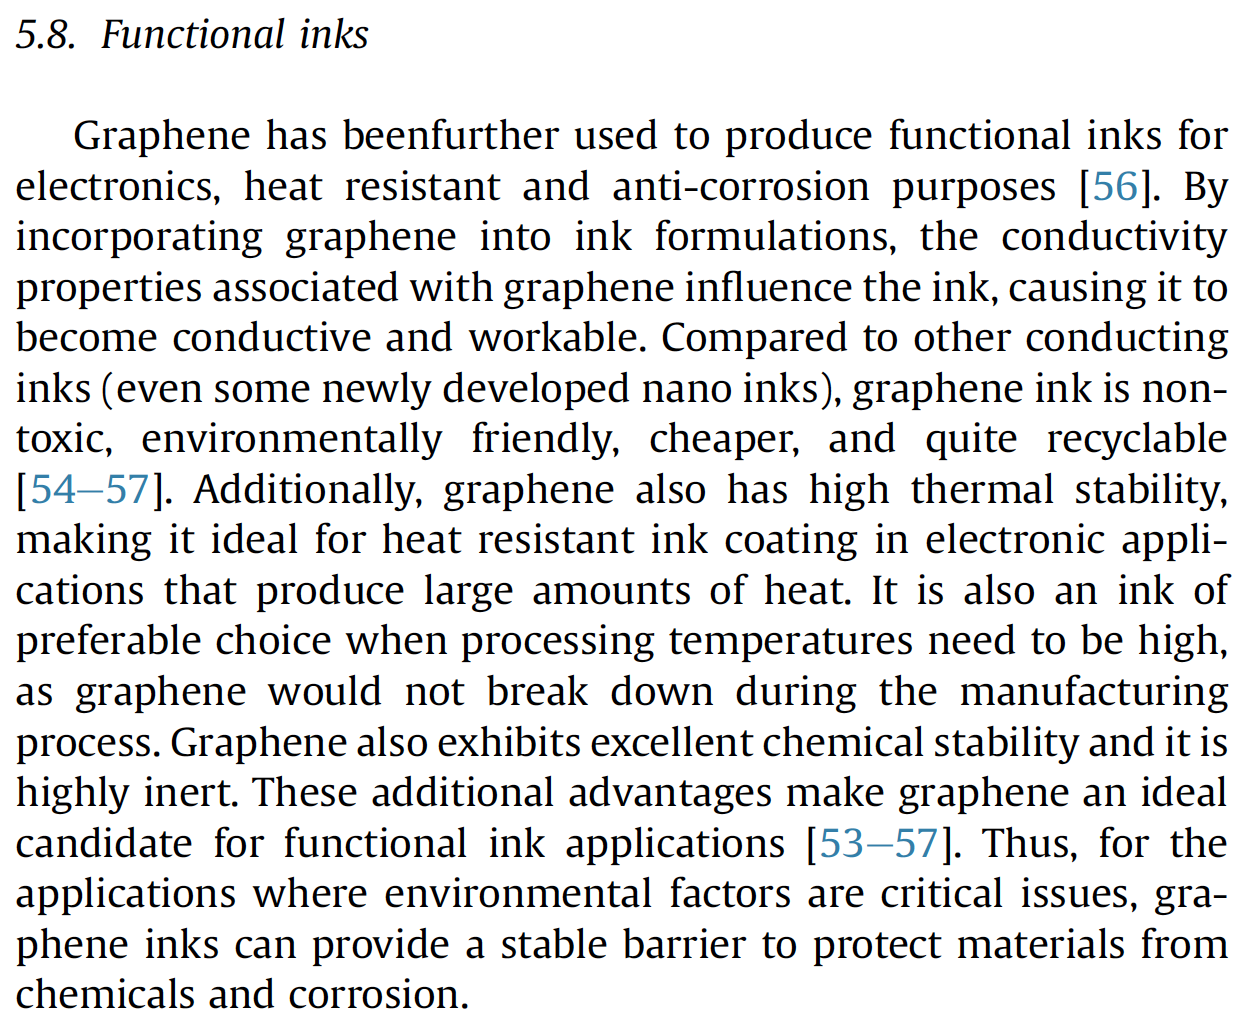 5.8. Functional inks
Graphene has beenfurther used to produce functional inks for
electronics, heat resistant and anti-corrosion purposes [56]. By
incorporating graphene into ink formulations, the conductivity
properties associated with graphene influence the ink, causing it to
become conductive and workable. Compared to other conducting
inks (even some newly developed nano inks), graphene ink is non-
toxic, environmentally friendly, cheaper, and quite recyclable
[54–57]. Additionally, graphene also has high thermal stability,
making it ideal for heat resistant ink coating in electronic appli-
cations that produce large amounts of heat. It is also an ink of
preferable choice when processing temperatures need to be high,
as graphene would not break down during the manufacturing
process. Graphene also exhibits excellent chemical stability and it is
highly inert. These additional advantages make graphene an ideal
candidate for functional ink applications [53–57]. Thus, for the
applications where environmental factors are critical issues, gra-
phene inks can provide a stable barrier to protect materials from
chemicals and corrosion.